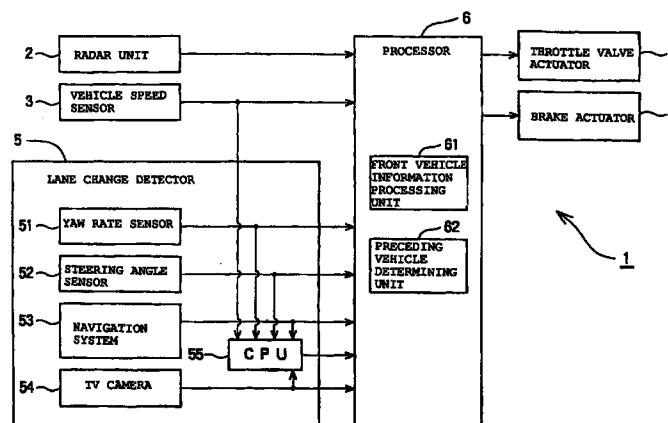 6
2
RADAR UNIT
PROCESSOR
THROTTLE VALVE
ACTUATOR
3
VEHICLE SPEED
SENSOR
BRAKE ACTUATOR
5
LANE CHANGE DETECTOR
61
FRONT VEHICLE
INFORMATION
PROCESSING
UNIT
51
YAW RATE SENSOR
62
PRECEDING
VEHICLE
DETERMINING
UNIT
1
52
STEERING ANGLE
SENSOR
53
NAVIGATION
SYSTEM
55
CPU
54
TV CAMERA